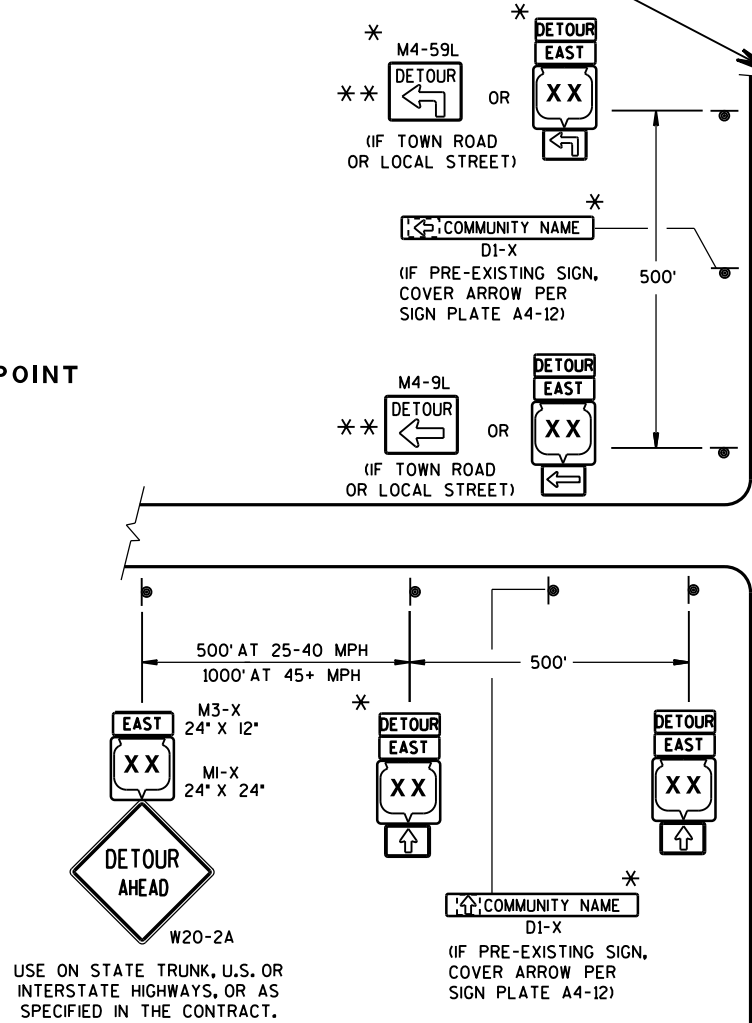 *
*
M4-59L
DETOUR
**
OR
DETOUR
EAST
XX
(IF TOWN ROAD
OR LOCAL STREET)
*
COMMUNITY NAME
D1-X
(IF PRE-EXISTING SIGN,
COVER ARROW PER
SIGN PLATE A4-12)
500'
POINT
M4-9L
DETOUR
**
OR
DETOUR
EAST
XX
(IF TOWN ROAD
OR LOCAL STREET)
500' AT 25-40 MPH
1000' AT 45+ MPH
500'
EAST
M3-X
24" X 12"
XX
M1-X
24" X 24"
DETOUR
AHEAD
W20-2A
USE ON STATE TRUNK, U.S. OR
INTERSTATE HIGHWAYS, OR AS
SPECIFIED IN THE CONTRACT.
*
DETOUR
EAST
XX
DETOUR
EAST
XX
*
COMMUNITY NAME
D1-X
(IF PRE-EXISTING SIGN,
COVER ARROW PER
SIGN PLATE A4-12)